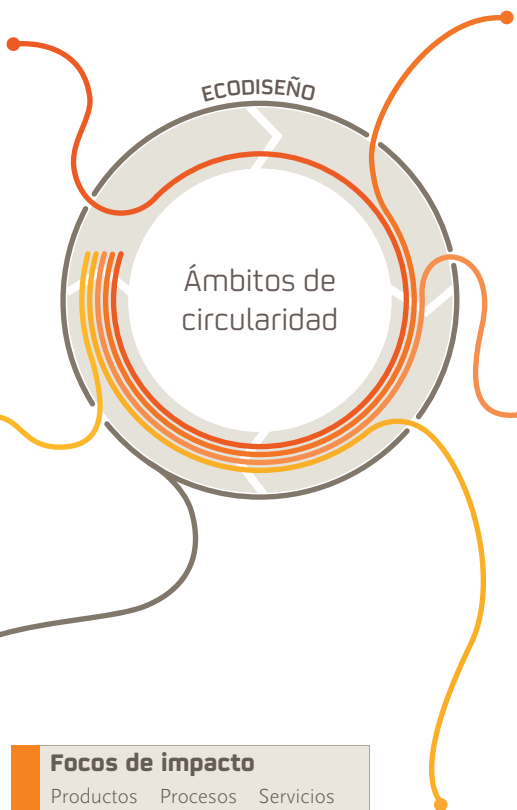 ECODISEÑO
Ámbitos de
circularidad
Focos de impacto
Productos Procesos Servicios